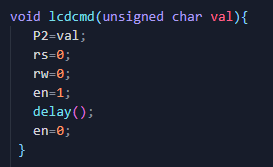 void lcdcmd(unsigned char val){
P2=val;
rs=0;
rw=0;
en=1;
delay();
en=0;
}